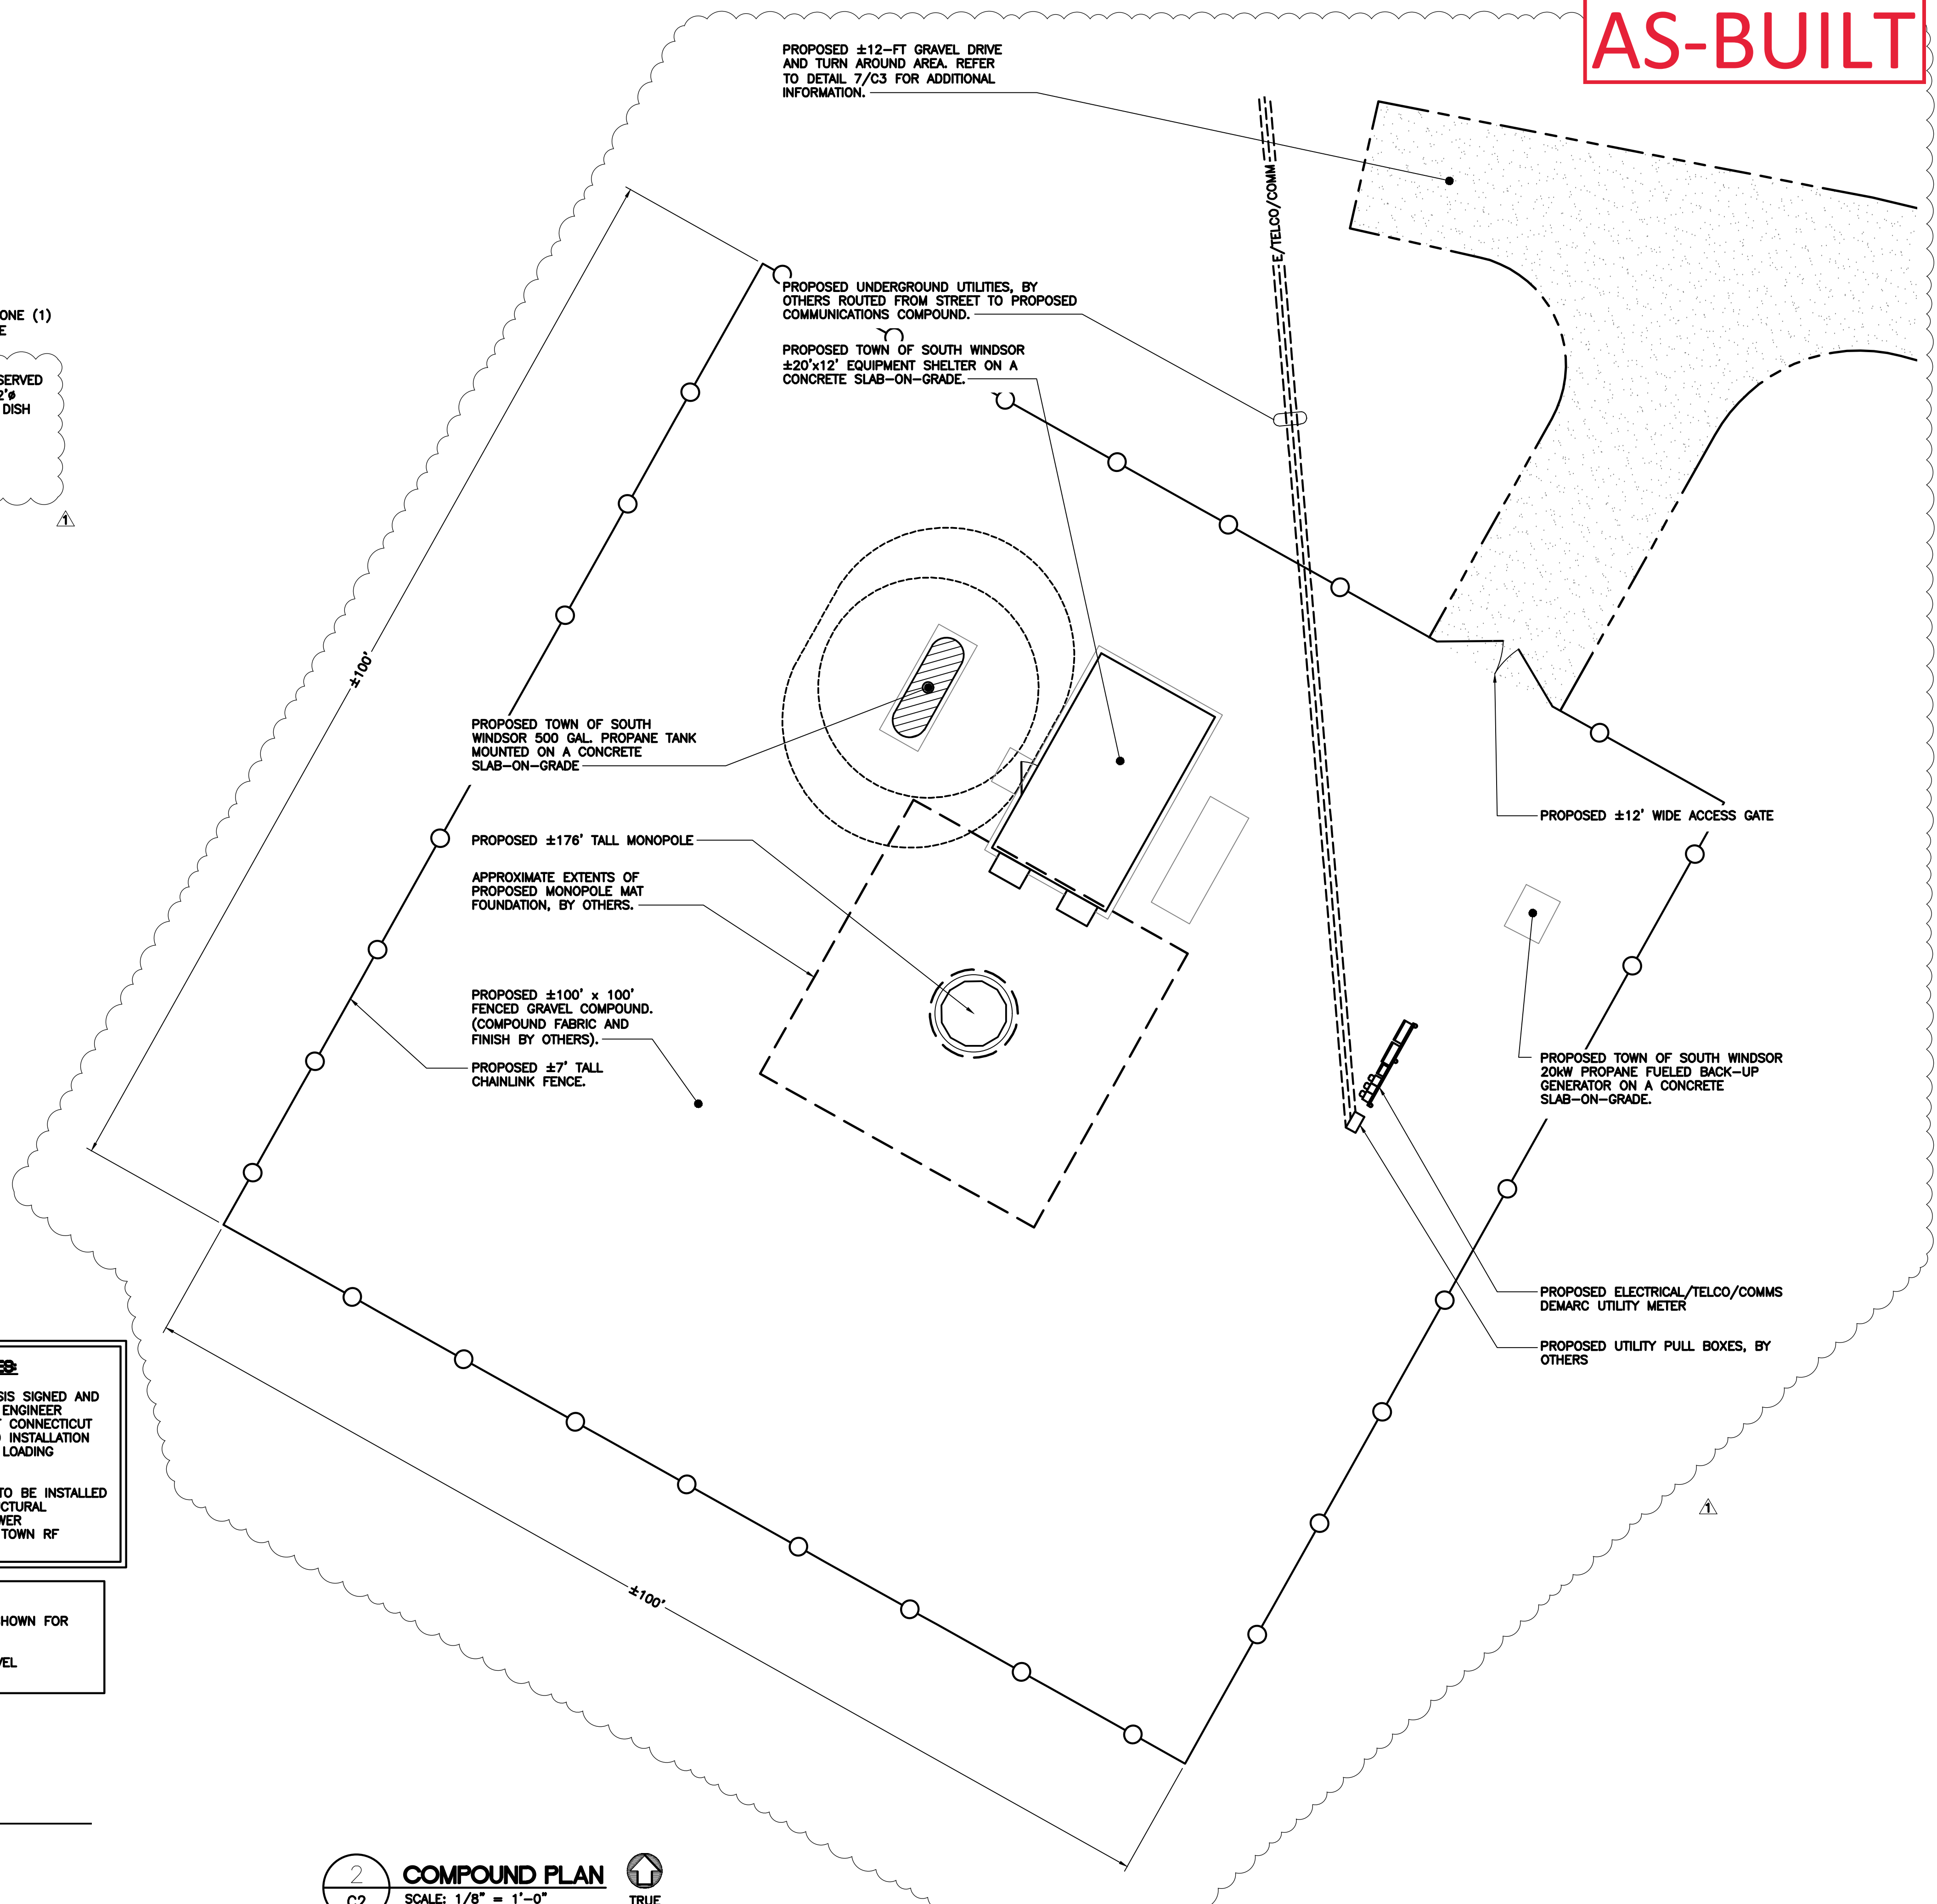 AS-BUILT
PROPOSED ±12-FT GRAVEL DRIVE
AND TURN AROUND AREA. REFER
TO DETAIL 7/C3 FOR ADDITIONAL
INFORMATION.
E/TELCO/COMM
PROPOSED UNDERGROUND UTILITIES, BY
OTHERS ROUTED FROM STREET TO PROPOSED
COMMUNICATIONS COMPOUND.
PROPOSED TOWN OF SOUTH WINDSOR
±20'x12' EQUIPMENT SHELTER ON A
CONCRETE SLAB-ON-GRADE.
ONE (1)
E
SERVED
2'ø
DISH
1
±100'
PROPOSED TOWN OF SOUTH
WINDSOR 500 GAL. PROPANE TANK
MOUNTED ON A CONCRETE
SLAB-ON-GRADE
PROPOSED ±176' TALL MONOPOLE
APPROXIMATE EXTENTS OF
PROPOSED MONOPOLE MAT
FOUNDATION, BY OTHERS.
PROPOSED ±100' x 100'
FENCED GRAVEL COMPOUND.
(COMPOUND FABRIC AND
FINISH BY OTHERS).
PROPOSED ±7' TALL
CHAINLINK FENCE.
PROPOSED ±12' WIDE ACCESS GATE
PROPOSED TOWN OF SOUTH WINDSOR
20kW PROPANE FUELED BACK-UP
GENERATOR ON A CONCRETE
SLAB-ON-GRADE.
PROPOSED ELECTRICAL/TELCO/COMMS
DEMARC UTILITY METER
PROPOSED UTILITY PULL BOXES, BY
OTHERS
1
±100'
ES:
SIS SIGNED AND
ENGINEER
CONNECTICUT
INSTALLATION
LOADING
TO BE INSTALLED
CTURAL
WER
TOWN RF
SHOWN FOR
VEL
2
C2
COMPOUND PLAN
SCALE: 1/8" = 1'-0"
TRUE